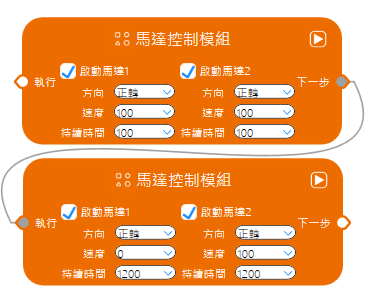 馬達控制模組
啟動馬達1 啟動馬達2
執行 下一步
方向 正轉 方向 正轉
速度 100 速度 100
持續時間 100 持續時間 100
馬達控制模組
啟動馬達1 啟動馬達2
執行 下一步
方向 正轉 方向 正轉
速度 0 速度 100
持續時間 1200 持續時間 1200